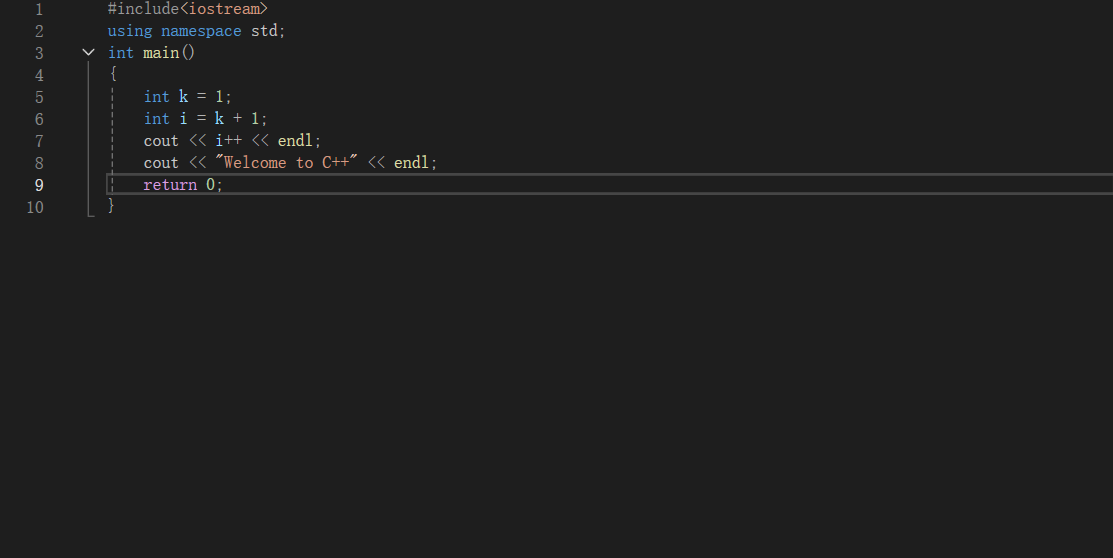 1 #include<iostream>
2 using namespace std;
3 int main()
4 {
5 int k = 1;
6 int i = k + 1;
7 cout << i++ << endl;
8 cout << "Welcome to C++" << endl;
9 return 0;
10 }